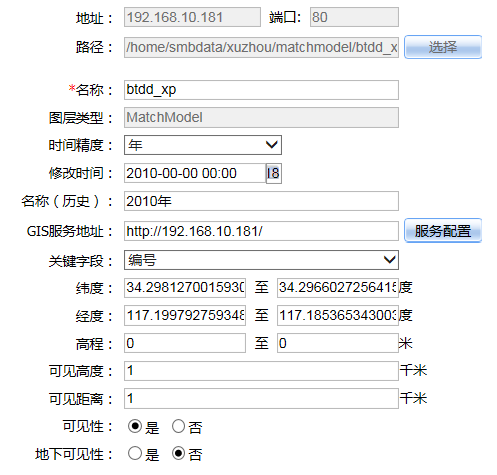 地址： 192.168.10.181 端口: 80
路径： /home/smbdata/xuzhou/matchmodel/btdd_x 选择
*名称： btdd_xp
图层类型： MatchModel
时间精度： 年
修改时间： 2010-00-00 00:00
名称（历史）： 2010年
GIS服务地址： http://192.168.10.181/ 服务配置
关键字段： 编号
纬度： 34.2981270015930 至 34.2966027256415 度
经度： 117.199792759348 至 117.185365343003 度
高程： 0 至 0 米
可见高度： 1 千米
可见距离： 1 千米
可见性： 是 否
地下可见性： 是 否